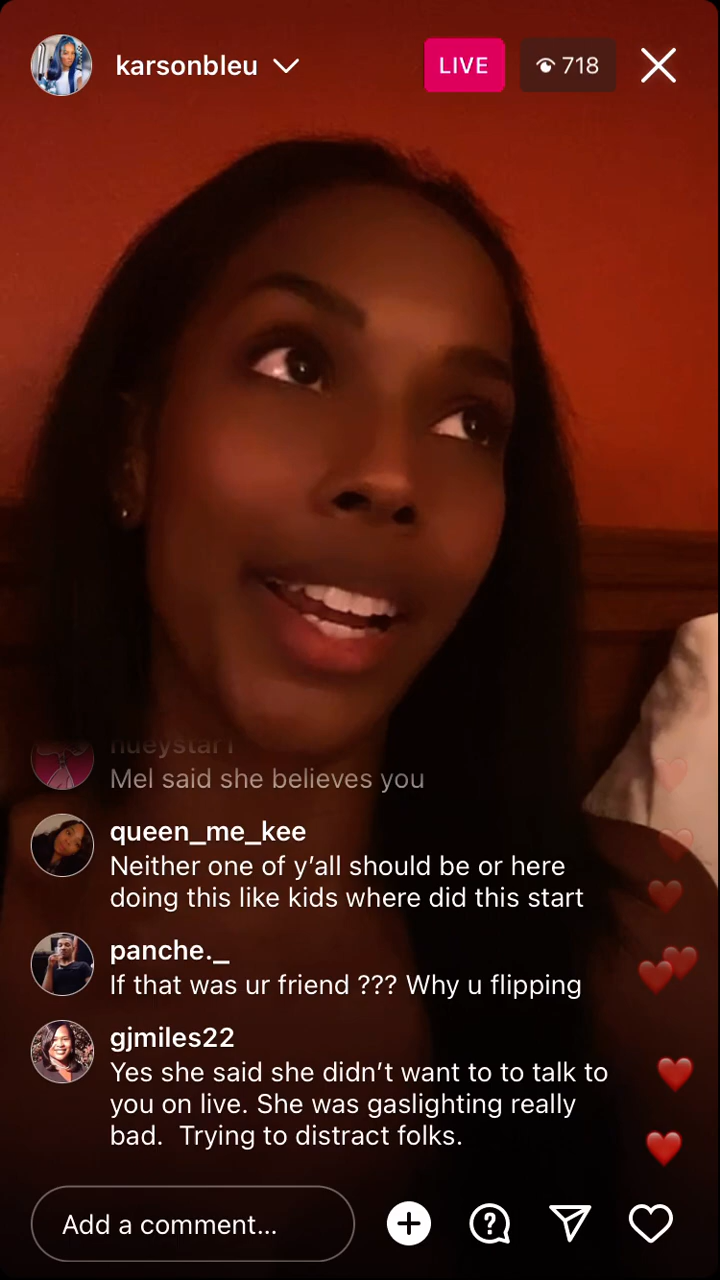 karsonbleu
LIVE
718
hueystar1
Mel said she believes you
queen_me_kee
Neither one of y’all should be or here
doing this like kids where did this start
panche._
If that was ur friend ??? Why u flipping
gjmiles22
Yes she said she didn’t want to to talk to
you on live. She was gaslighting really
bad.  Trying to distract folks.
Add a comment...